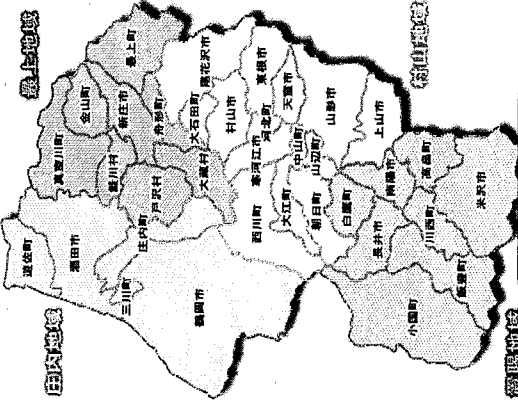 最上地域
村山地域
庄内地域
置賜地域
最上町
金山町
新庄市
真室川町
舟形町
鮭川村
戸沢村
大蔵村
尾花沢市
大石田町
東根市
村山市
天童市
河北町
山形市
寒河江市
中山町
山辺町
上山市
西川町
大江町
朝日町
遊佐町
酒田市
庄内町
三川町
鶴岡市
白鷹町
南陽市
高畠町
長井市
川西町
米沢市
飯豊町
小国町